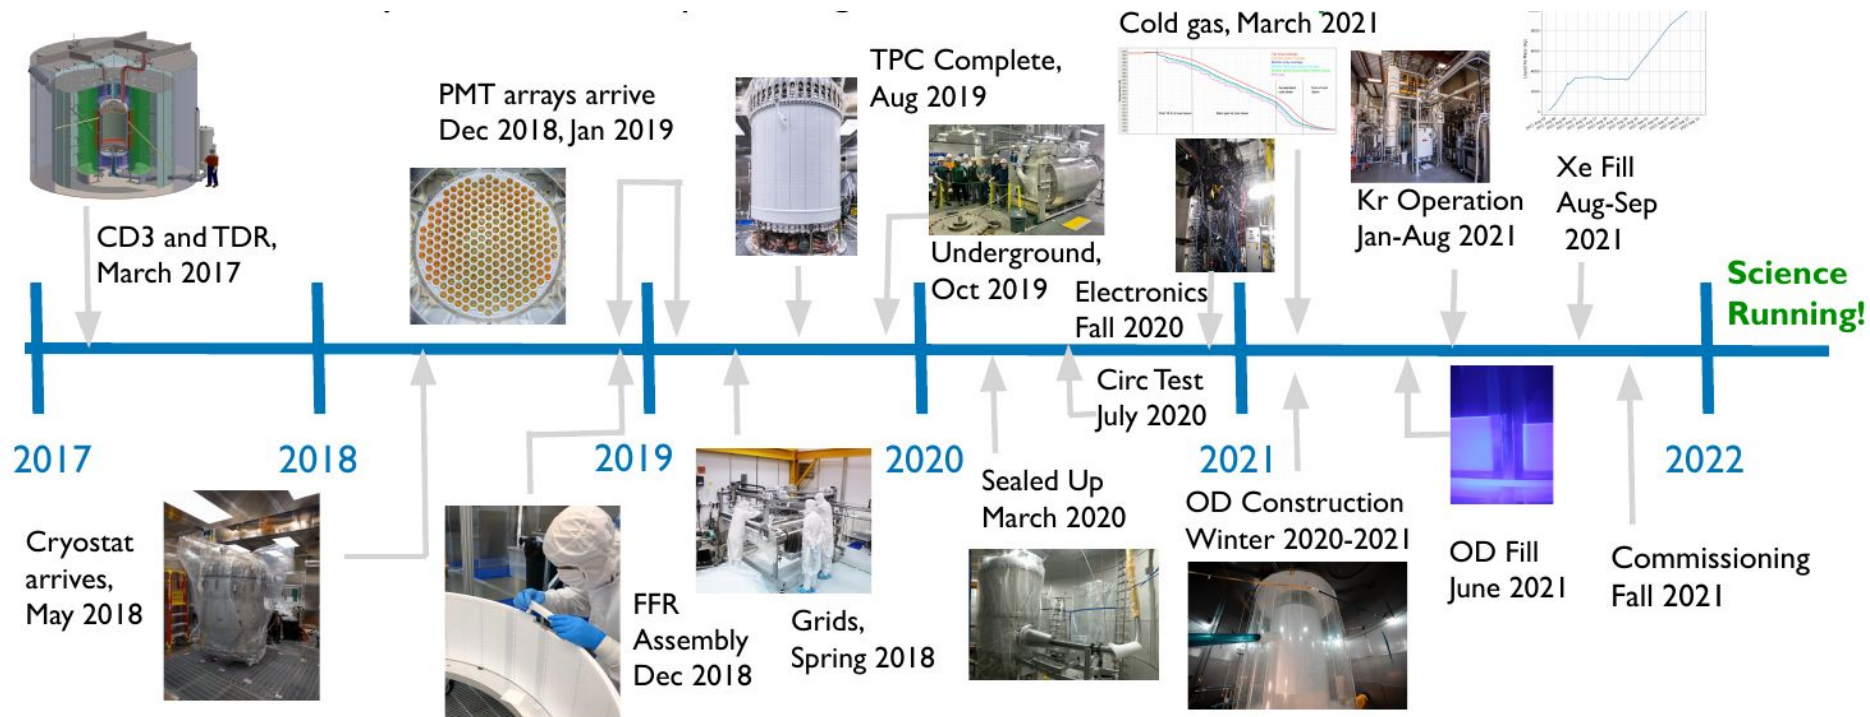 Cold gas, March 2021
TPC Complete,
Aug 2019
PMT arrays arrive
Dec 2018, Jan 2019
Xe Fill
Aug-Sep
2021
Kr Operation
Jan-Aug 2021
CD3 and TDR,
March 2017
Underground,
Oct 2019
Electronics
Fall 2020
Science
Running!
Circ Test
July 2020
2017
2018
2019
2020
2021
2022
Sealed Up
March 2020
OD Construction
Winter 2020-2021
Cryostat
arrives,
May 2018
OD Fill
June 2021
Commissioning
Fall 2021
FFR
Assembly
Dec 2018
Grids,
Spring 2018